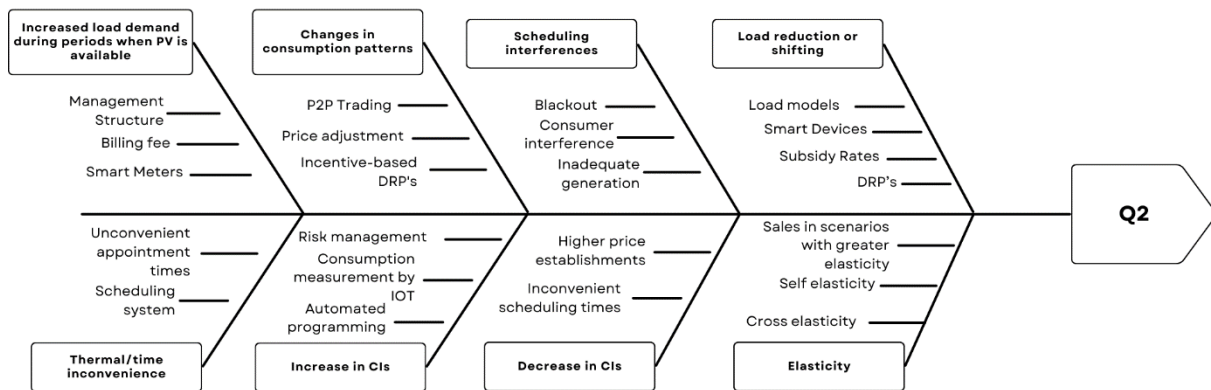 Increased load demand
during periods when PV is
available
Management
Structure
Billing fee
Smart Meters
Changes in
consumption patterns
P2P Trading
Price adjustment
Incentive-based
DRP's
Scheduling
interferences
Blackout
Consumer
interference
Inadequate
generation
Load reduction or
shifting
Load models
Smart Devices
Subsidy Rates
DRP’s
Q2
Unconvenient
appointment
times
Scheduling
system
Thermal/time
inconvenience
Risk management
Consumption
measurement by
IOT
Automated
programming
Increase in CIs
Higher price
establishments
Inconvenient
scheduling times
Decrease in CIs
Sales in scenarios
with greater
elasticity
Self elasticity
Cross elasticity
Elasticity